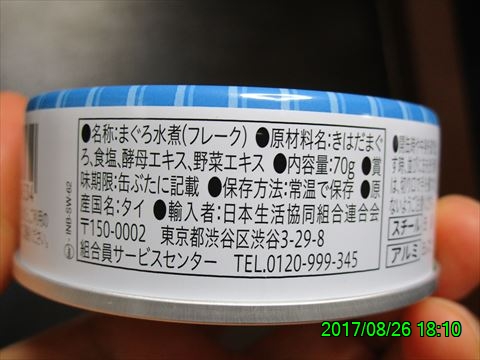 ●名称:まぐろ水煮(フレーク) ●原材料名:きはだまぐ
ろ、食塩、酵母エキス、野菜エキス ●内容量:70g ●賞
味期限:缶ぶたに記載 ●保存方法:常温で保存 ●原
産国名:タイ ●輸入者:日本生活協同組合連合会
〒150-0002 東京都渋谷区渋谷3-29-8
組合員サービスセンター TEL.0120-999-345
INB-SW-62
スチール
アルミ
2017/08/26 18:10